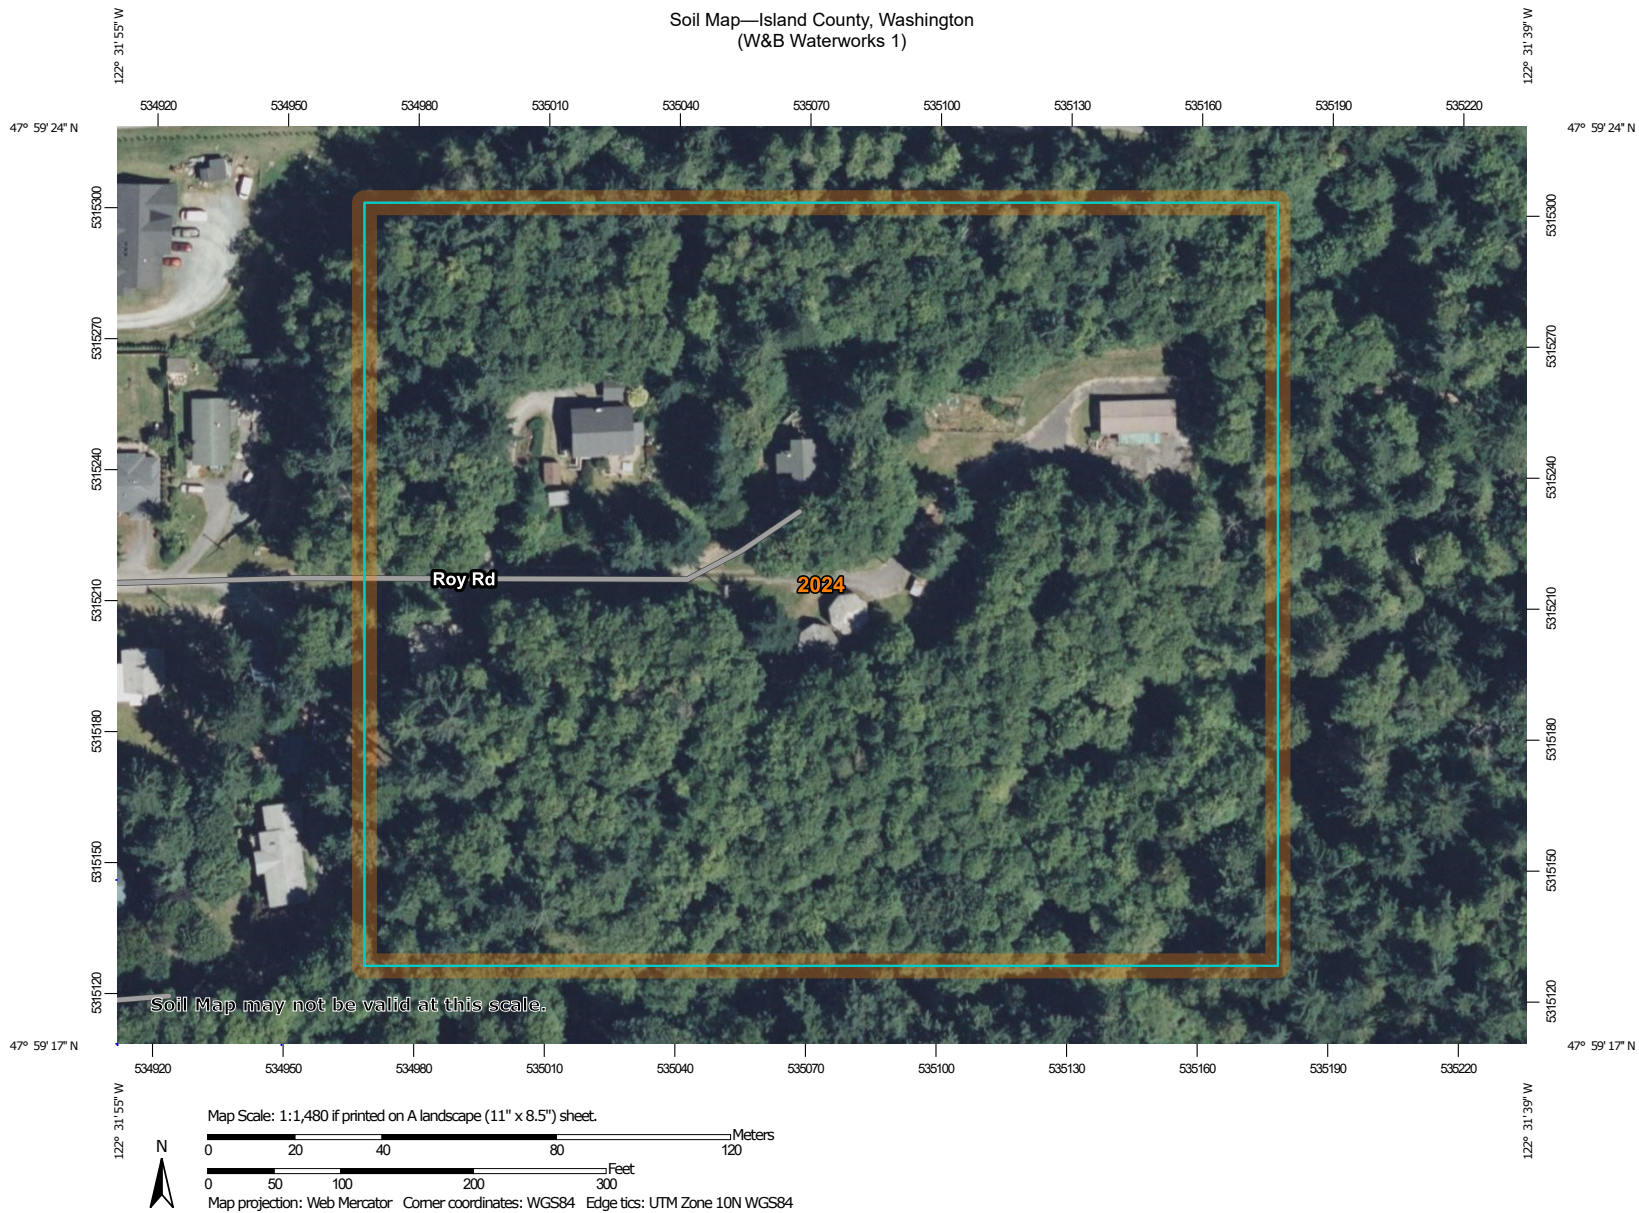 Soil Map—Island County, Washington
(W&B Waterworks 1)
122° 31' 55" W
122° 31' 39" W
534920 534950 534980 535010 535040 535070 535100 535130 535160 535190 535220
47° 59' 24" N
47° 59' 24" N
5315300
5315300
5315270
5315270
5315240
5315240
5315210
5315210
5315180
5315180
5315150
5315150
5315120
5315120
Roy Rd
2024
Soil Map may not be valid at this scale.
47° 59' 17" N
47° 59' 17" N
534920 534950 534980 535010 535040 535070 535100 535130 535160 535190 535220
122° 31' 55" W
122° 31' 39" W
Map Scale: 1:1,480 if printed on A landscape (11" x 8.5") sheet.
N
Meters
0 20 40 80 120
Feet
0 50 100 200 300
Map projection: Web Mercator Corner coordinates: WGS84 Edge tics: UTM Zone 10N WGS84